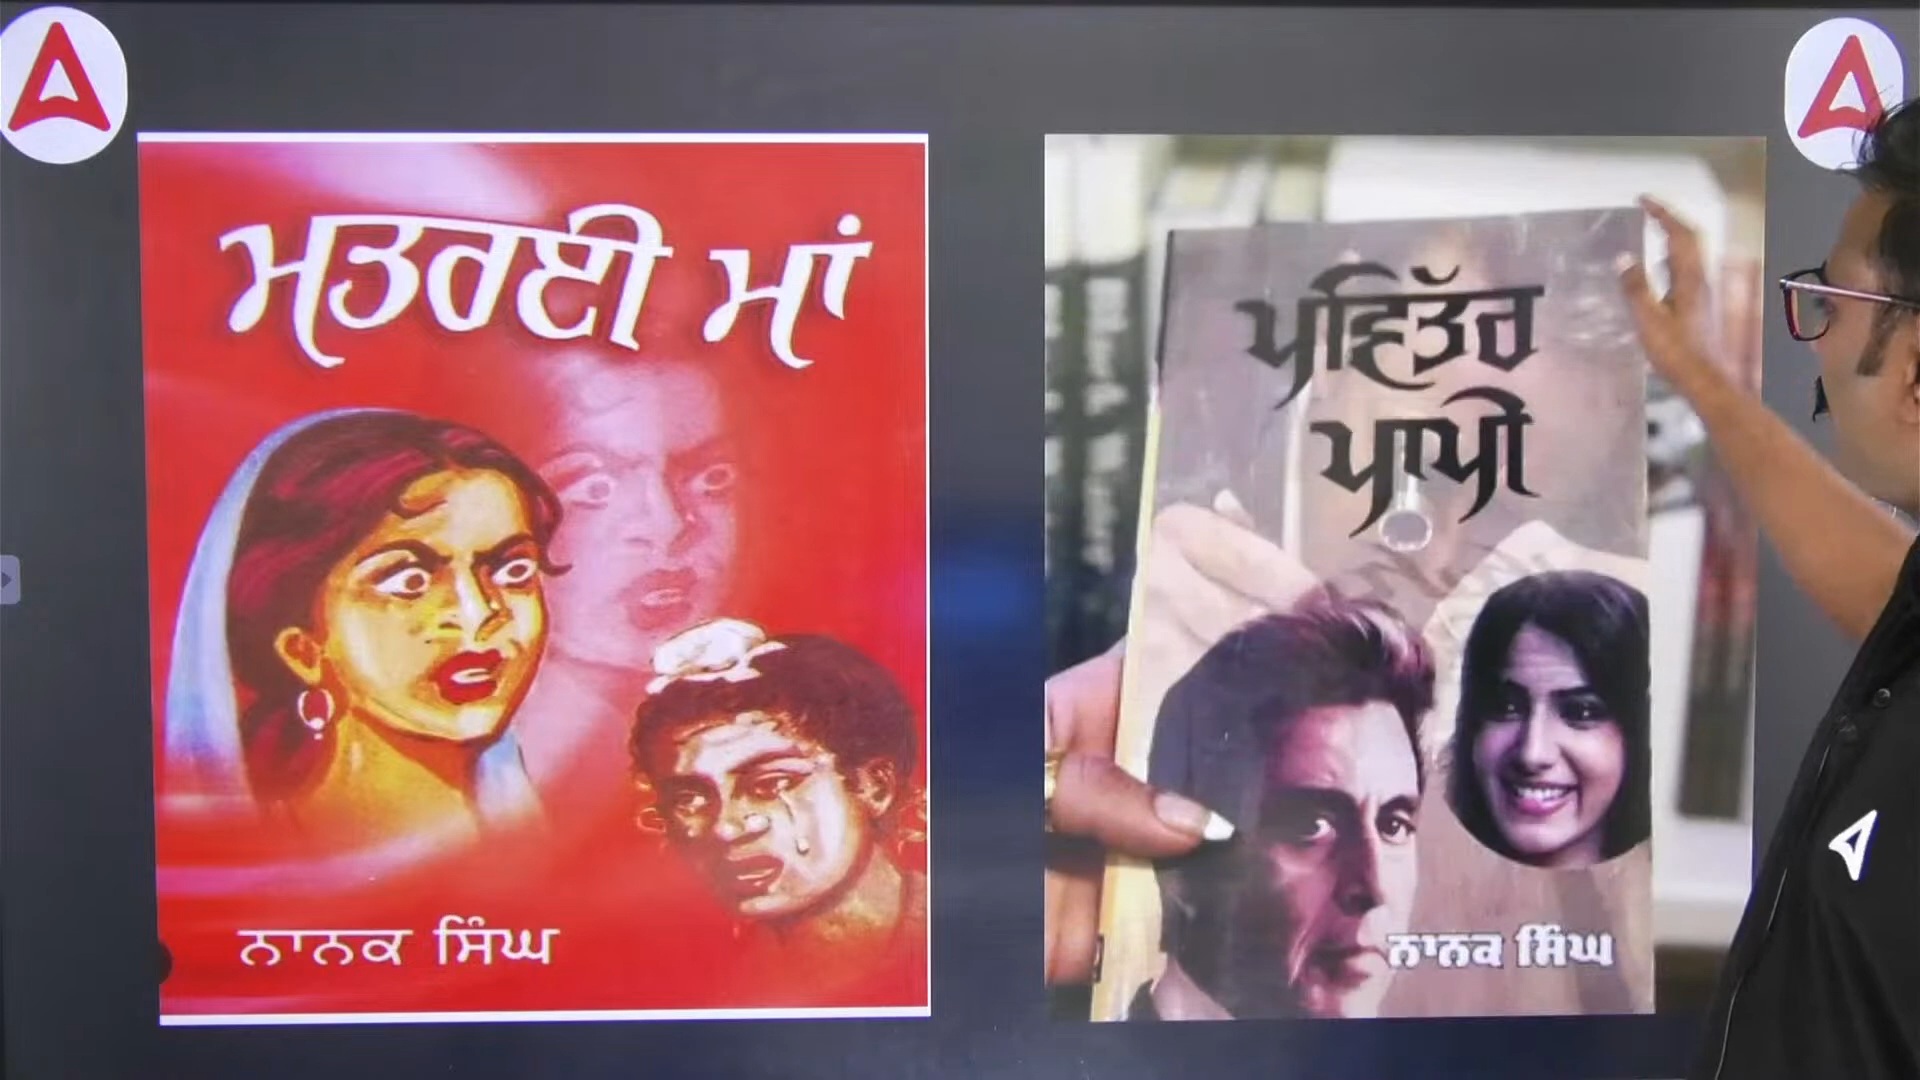 ਮਤਰਈ ਮਾਂ
ਨਾਨਕ ਸਿੰਘ
ਪਵਿੱਤਰ
ਪਾਪੀ
ਨਾਨਕ ਸਿੰਘ